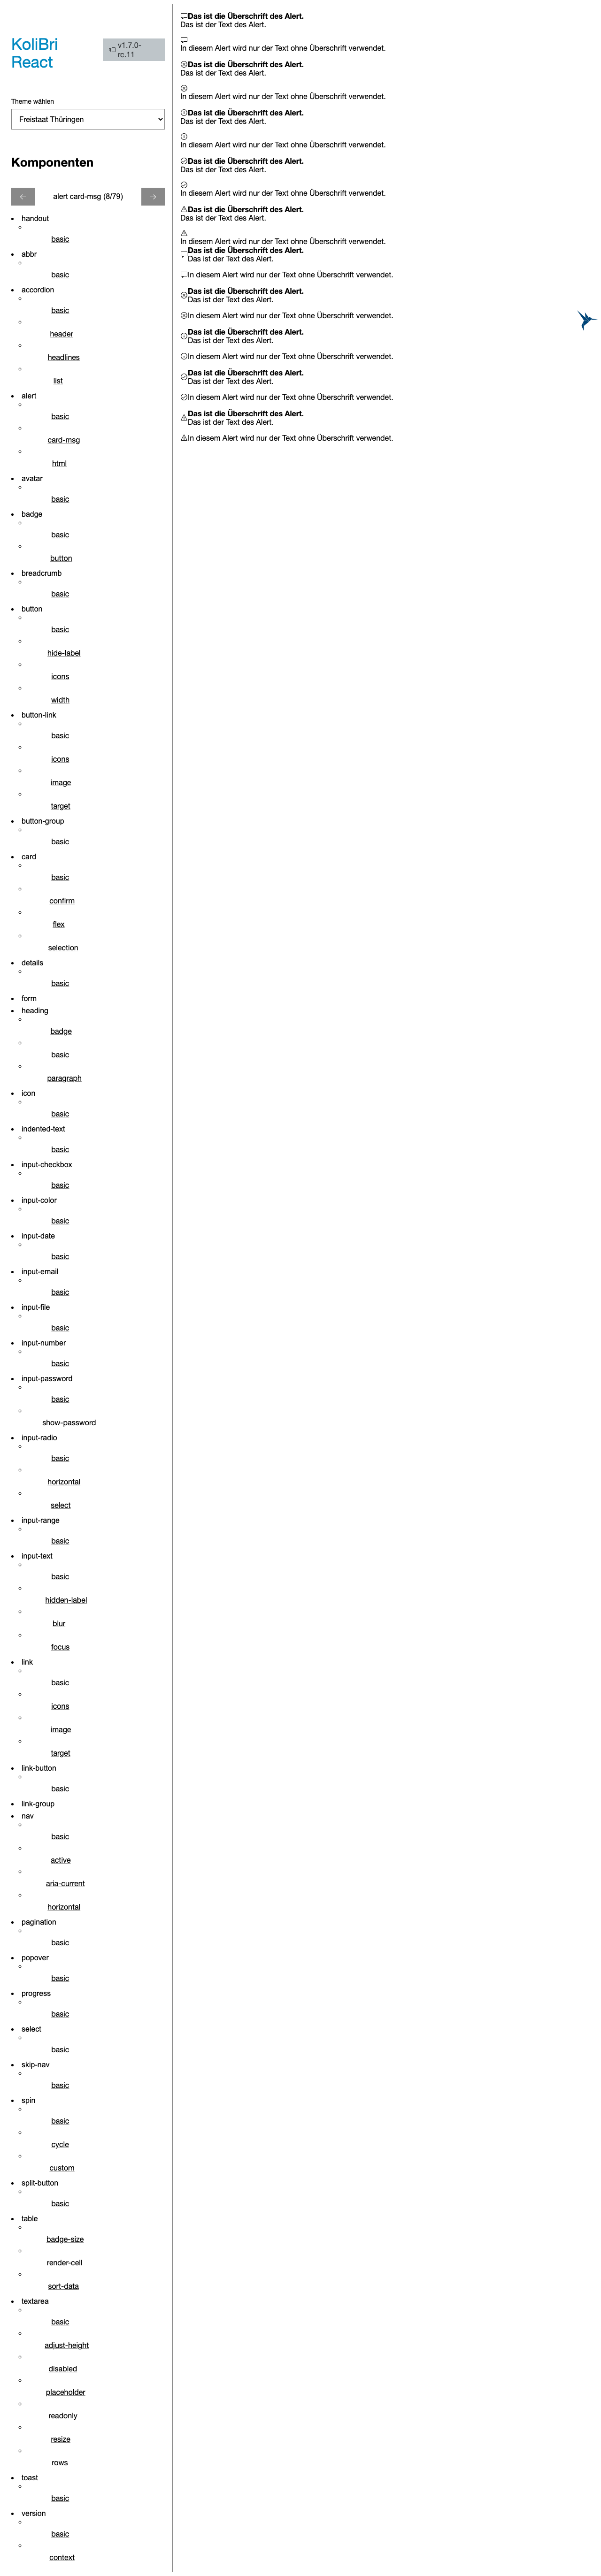 KoliBri
React
v1.7.0-
rc.11
Theme wählen
Freistaat Thüringen
Komponenten
alert card-msg (8/79)
handout
basic
abbr
basic
accordion
basic
header
headlines
list
alert
basic
card-msg
html
avatar
basic
badge
basic
button
breadcrumb
basic
button
basic
hide-label
icons
width
button-link
basic
icons
image
target
button-group
basic
card
basic
confirm
flex
selection
details
basic
form
heading
badge
basic
paragraph
icon
basic
indented-text
basic
input-checkbox
basic
input-color
basic
input-date
basic
input-email
basic
input-file
basic
input-number
basic
input-password
basic
show-password
input-radio
basic
horizontal
select
input-range
basic
input-text
basic
hidden-label
blur
focus
link
basic
icons
image
target
link-button
basic
link-group
nav
basic
active
aria-current
horizontal
pagination
basic
popover
basic
progress
basic
select
basic
skip-nav
basic
spin
basic
cycle
custom
split-button
basic
table
badge-size
render-cell
sort-data
textarea
basic
adjust-height
disabled
placeholder
readonly
resize
rows
toast
basic
version
basic
context
Das ist die Überschrift des Alert.
Das ist der Text des Alert.
In diesem Alert wird nur der Text ohne Überschrift verwendet.
Das ist die Überschrift des Alert.
Das ist der Text des Alert.
In diesem Alert wird nur der Text ohne Überschrift verwendet.
Das ist die Überschrift des Alert.
Das ist der Text des Alert.
In diesem Alert wird nur der Text ohne Überschrift verwendet.
Das ist die Überschrift des Alert.
Das ist der Text des Alert.
In diesem Alert wird nur der Text ohne Überschrift verwendet.
Das ist die Überschrift des Alert.
Das ist der Text des Alert.
In diesem Alert wird nur der Text ohne Überschrift verwendet.
Das ist die Überschrift des Alert.
Das ist der Text des Alert.
In diesem Alert wird nur der Text ohne Überschrift verwendet.
Das ist die Überschrift des Alert.
Das ist der Text des Alert.
In diesem Alert wird nur der Text ohne Überschrift verwendet.
Das ist die Überschrift des Alert.
Das ist der Text des Alert.
In diesem Alert wird nur der Text ohne Überschrift verwendet.
Das ist die Überschrift des Alert.
Das ist der Text des Alert.
In diesem Alert wird nur der Text ohne Überschrift verwendet.
Das ist die Überschrift des Alert.
Das ist der Text des Alert.
In diesem Alert wird nur der Text ohne Überschrift verwendet.